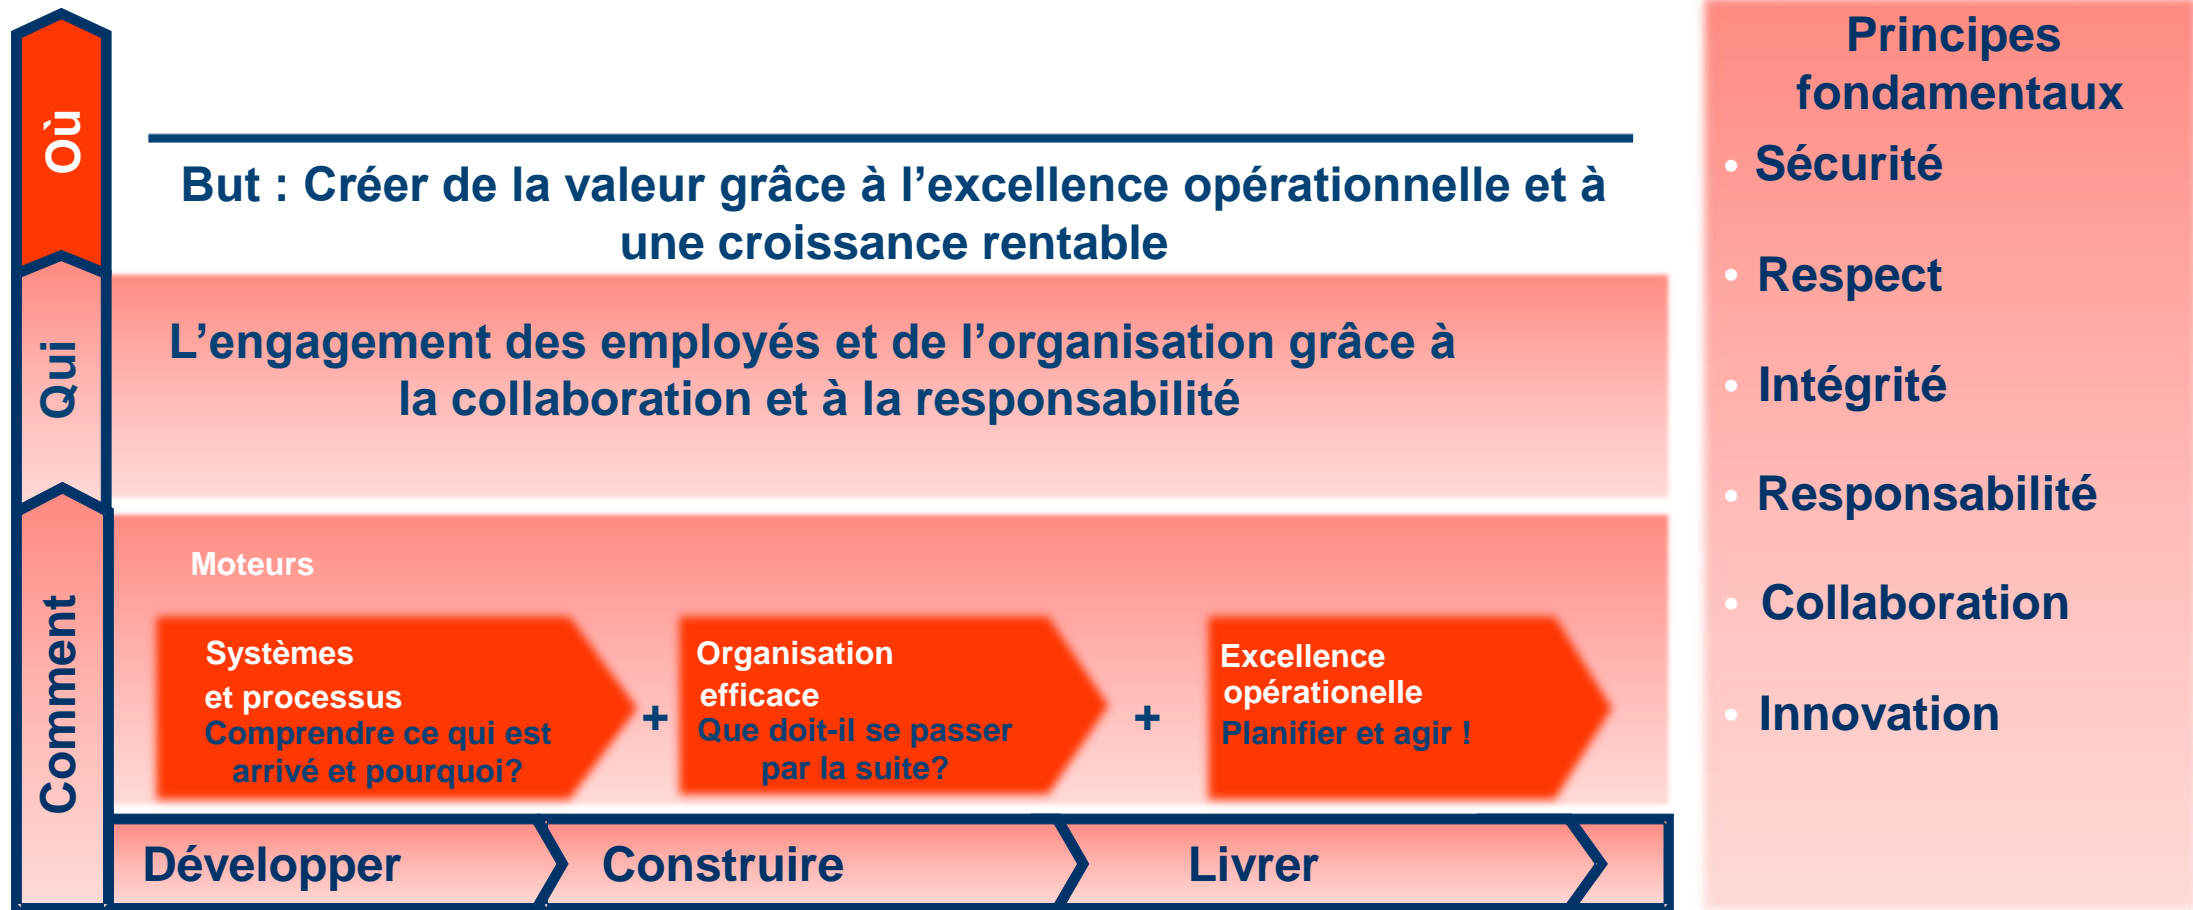 Où
But : Créer de la valeur grâce à l’excellence opérationnelle et à
une croissance rentable
Qui
L’engagement des employés et de l’organisation grâce à
la collaboration et à la responsabilité
Comment
Moteurs
Systèmes
et processus
Comprendre ce qui est
arrivé et pourquoi?
+
Organisation
efficace
Que doit-il se passer
par la suite?
+
Excellence
opérationelle
Planifier et agir !
Développer
Construire
Livrer
Principes
fondamentaux
• Sécurité
• Respect
• Intégrité
• Responsabilité
• Collaboration
• Innovation